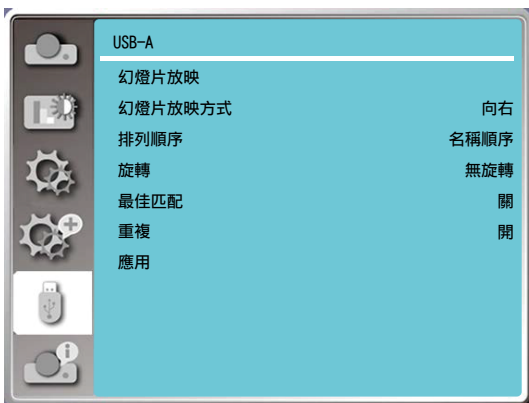 USB-A
幻燈片放映
幻燈片放映方式 向右
排列順序 名稱順序
旋轉 無旋轉
最佳匹配 關
重複 開
應用